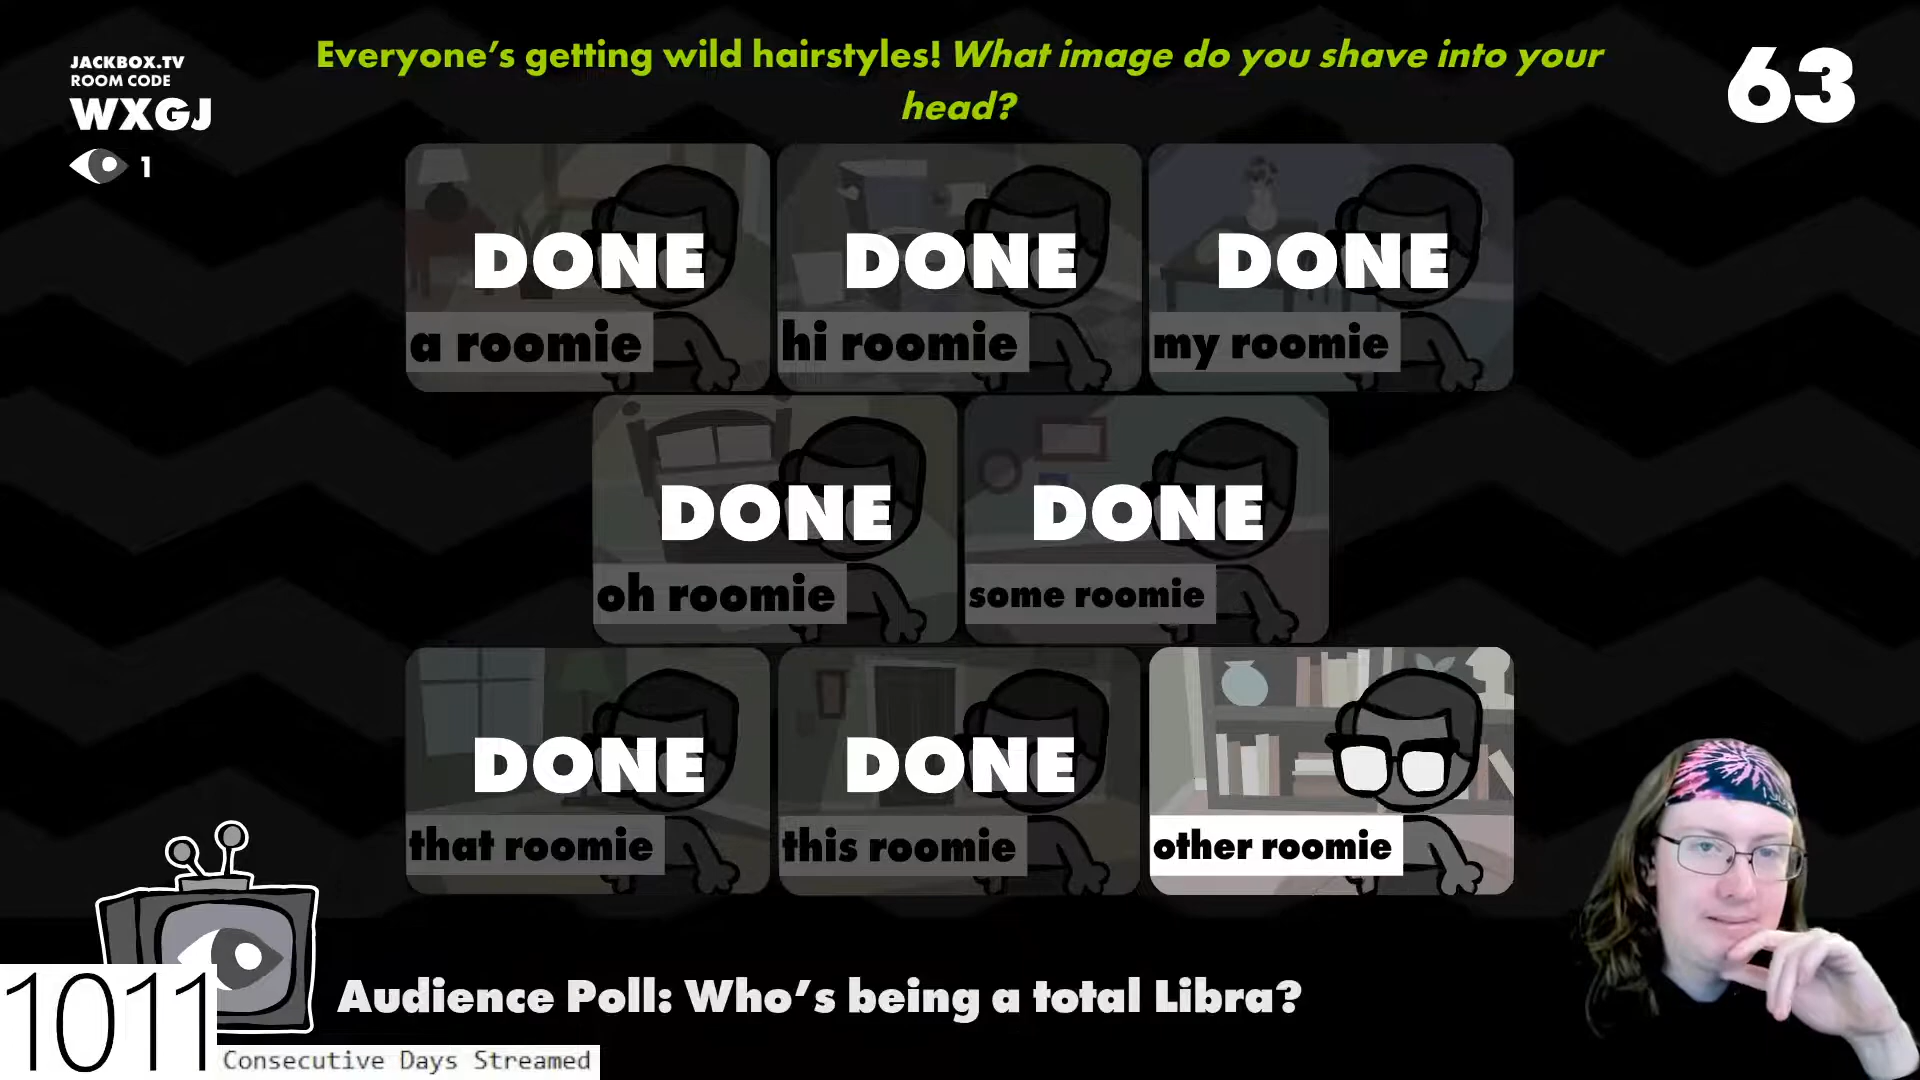 JACKBOX.TV
ROOM CODE
WXGJ
1
Everyone's getting wild hairstyles! What image do you shave into your
head?
63
DONE
a roomie
DONE
hi roomie
DONE
my roomie
DONE
oh roomie
DONE
some roomie
DONE
that roomie
DONE
this roomie
other roomie
Audience Poll: Who's being a total Libra?
1011
Consecutive Days Streamed